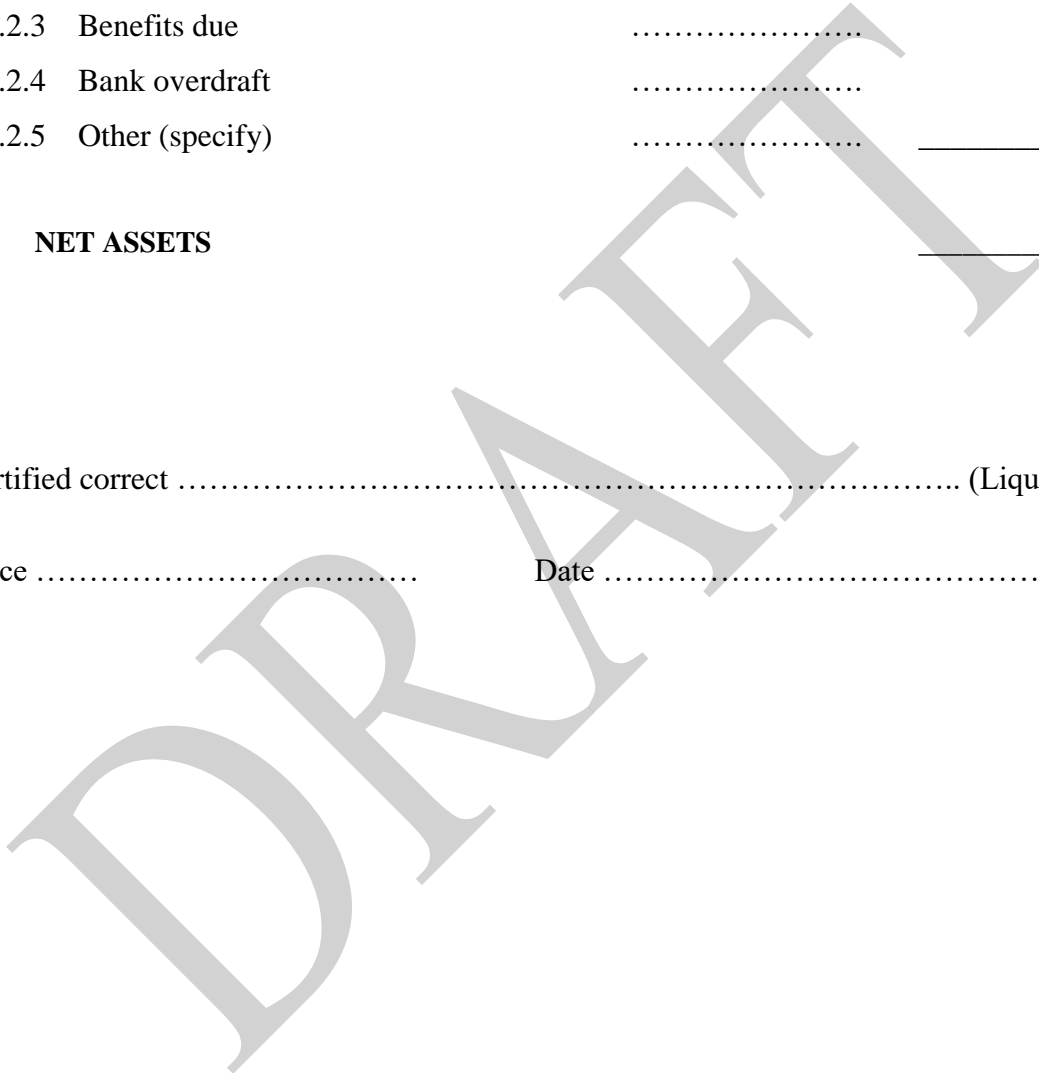 .2.3 Benefits due ………………….
.2.4 Bank overdraft ………………….
.2.5 Other (specify) …………………. ________
NET ASSETS ________
rtified correct ……………………………………………………………….. (Liqu
ce ……………………………… Date ………………………………….
DRAFT